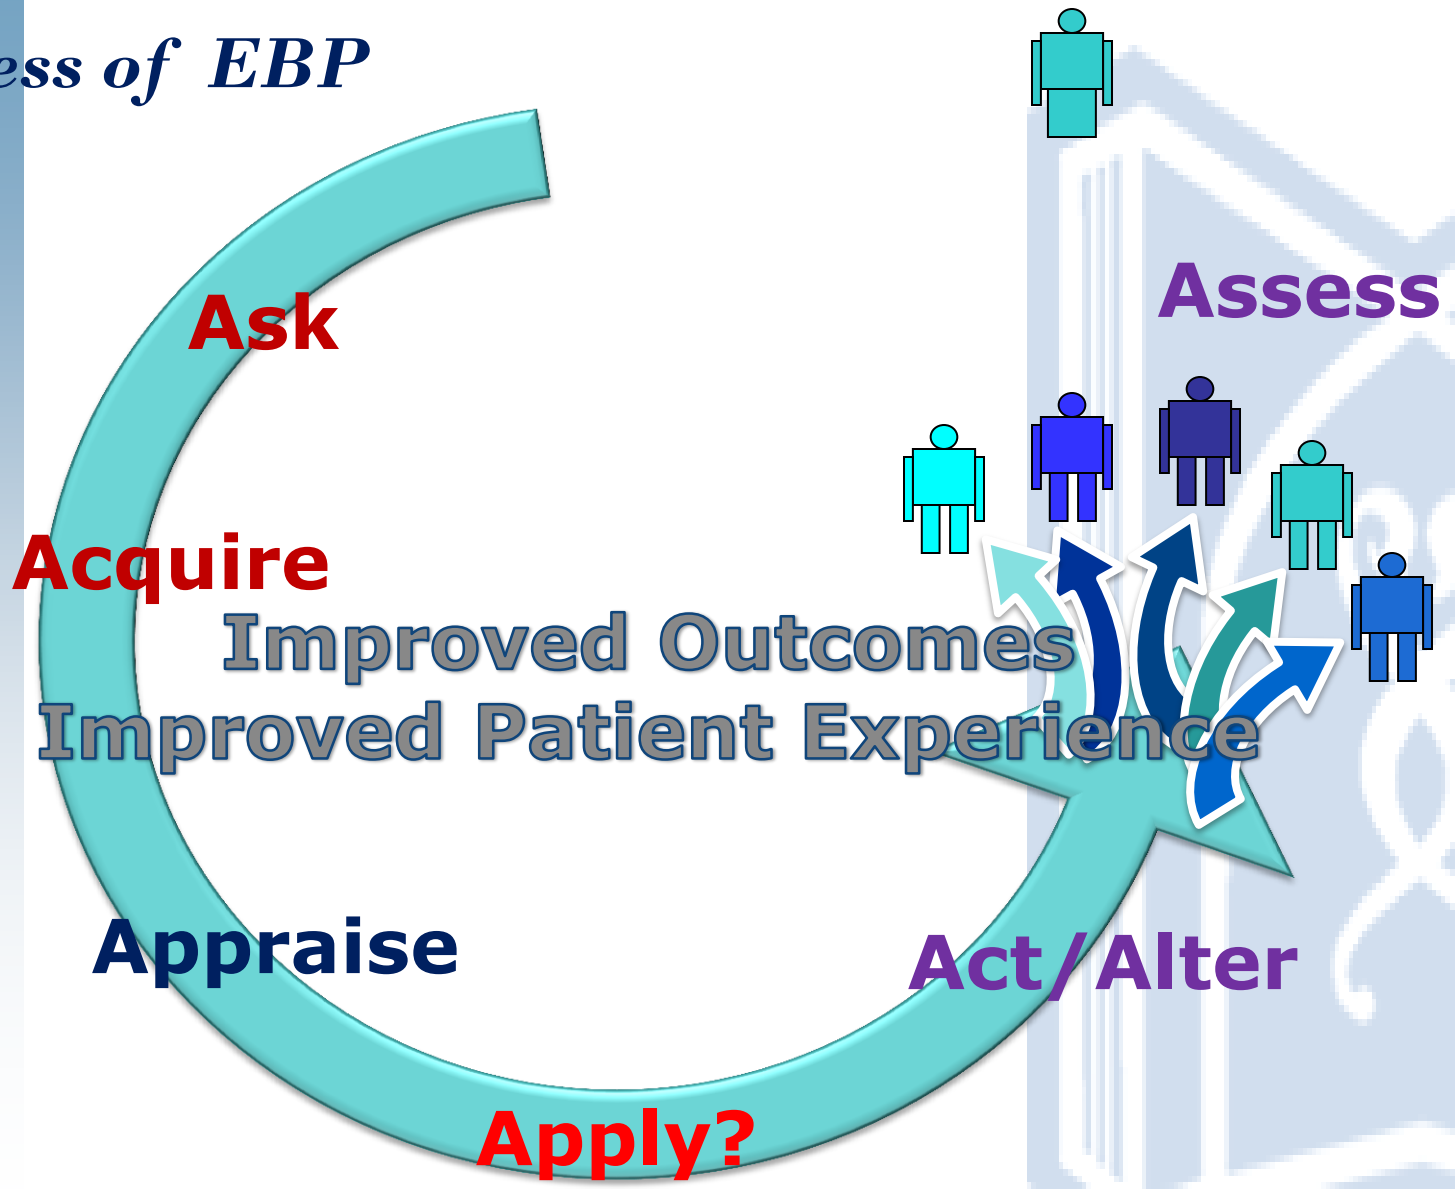 ess of EBP
Assess
Ask
Acquire
Improved Outcomes
Improved Patient Experience
Appraise
Act/Alter
Apply?